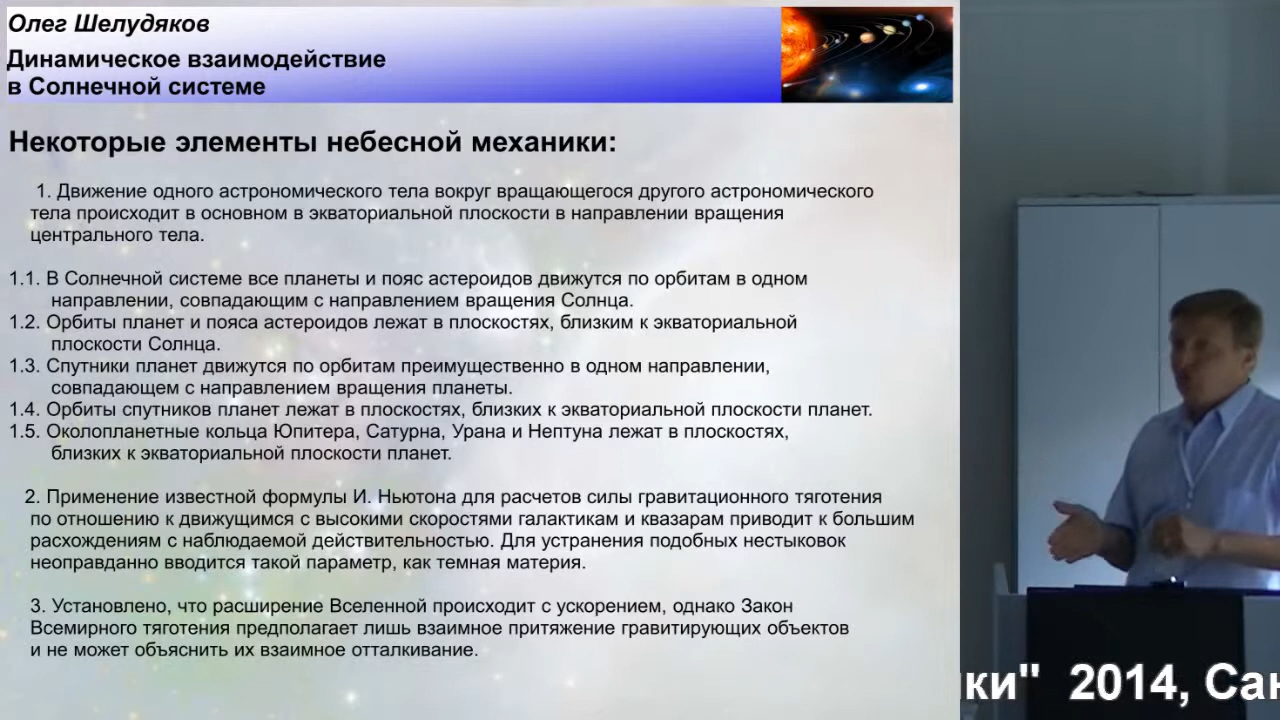 Олег Шелудяков
Динамическое взаимодействие
в Солнечной системе
Некоторые элементы небесной механики:
1. Движение одного астрономического тела вокруг вращающегося другого астрономического
тела происходит в основном в экваториальной плоскости в направлении вращения
центрального тела.
1.1. В Солнечной системе все планеты и пояс астероидов движутся по орбитам в одном
направлении, совпадающим с направлением вращения Солнца.
1.2. Орбиты планет и пояса астероидов лежат в плоскостях, близким к экваториальной
плоскости Солнца.
1.3. Спутники планет движутся по орбитам преимущественно в одном направлении,
совпадающем с направлением вращения планеты.
1.4. Орбиты спутников планет лежат в плоскостях, близких к экваториальной плоскости планет.
1.5. Околопланетные кольца Юпитера, Сатурна, Урана и Нептуна лежат в плоскостях,
близких к экваториальной плоскости планет.
2. Применение известной формулы И. Ньютона для расчетов силы гравитационного тяготения
по отношению к движущимся с высокими скоростями галактикам и квазарам приводит к большим
расхождениям с наблюдаемой действительностью. Для устранения подобных нестыковок
неоправданно вводится такой параметр, как темная материя.
3. Установлено, что расширение Вселенной происходит с ускорением, однако Закон
Всемирного тяготения предполагает лишь взаимное притяжение гравитирующих объектов
и не может объяснить их взаимное отталкивание.
ки" 2014, Сан